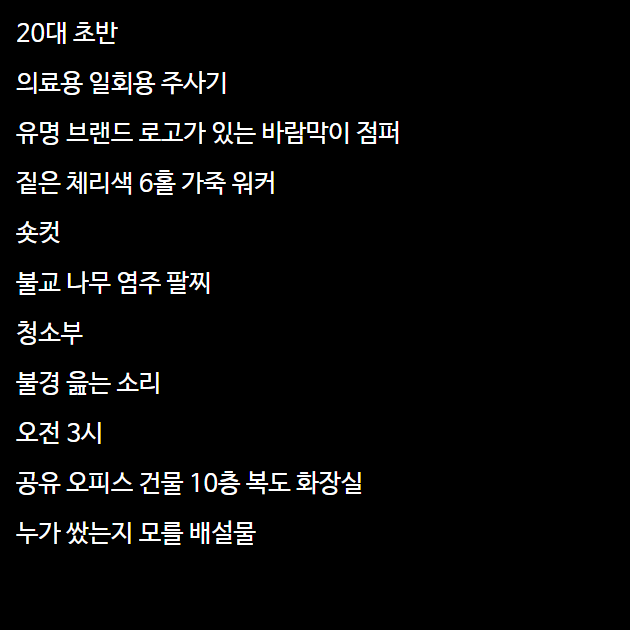 20대 초반
의료용 일회용 주사기
유명 브랜드 로고가 있는 바람막이 점퍼
짙은 체리색 6홀 가죽 워커
숏컷
불교 나무 염주 팔찌
청소부
불경 읊는 소리
오전 3시
공유 오피스 건물 10층 복도 화장실
누가 쌌는지 모를 배설물